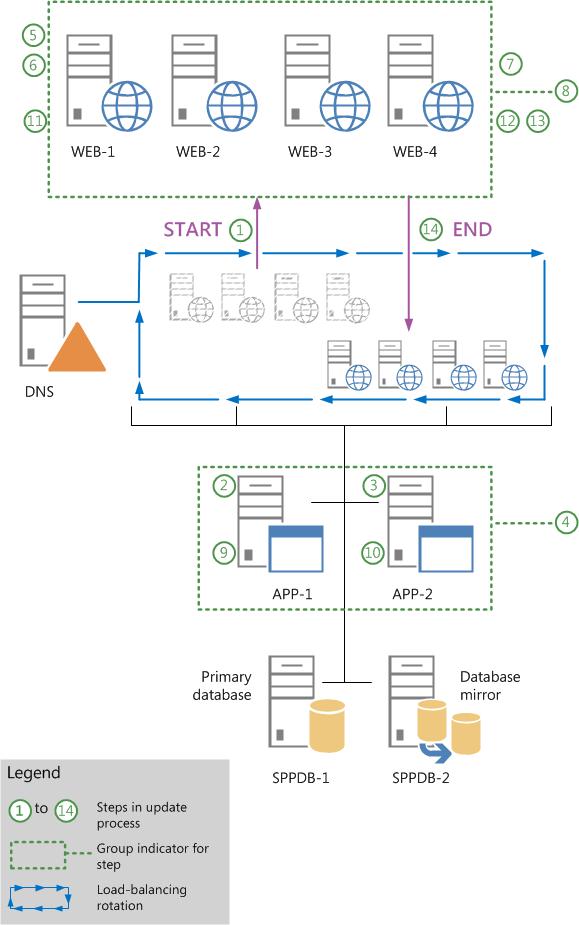 5
6
7
8
11
12 13
WEB-1 WEB-2 WEB-3 WEB-4
START 1
14 END
DNS
2
3
4
9
10
APP-1 APP-2
Primary
database
Database
mirror
SPPDB-1 SPPDB-2
Legend
1 to 14 Steps in update
process
Group indicator for
step
Load-balancing
rotation